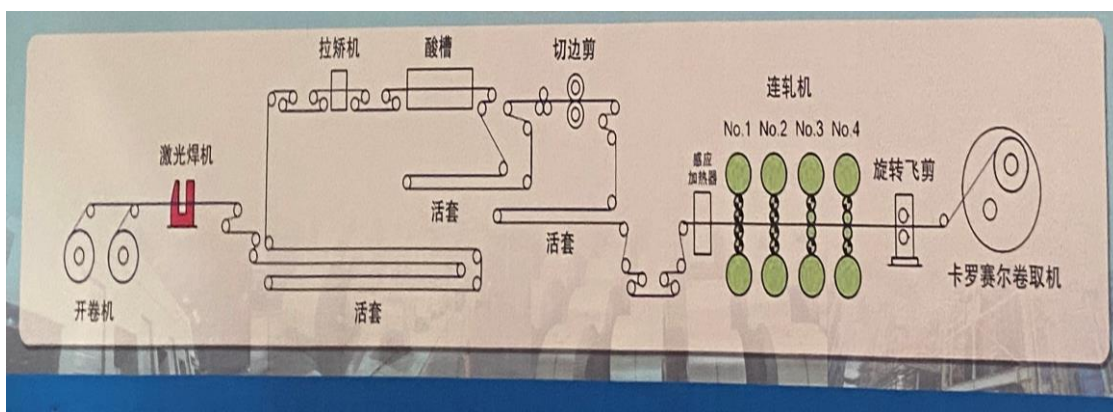 拉矫机
酸槽
切边剪
连轧机
No.1 No.2 No.3 No.4
激光焊机
感应
加热器
旋转飞剪
活套
活套
卡罗赛尔卷取机
开卷机
活套